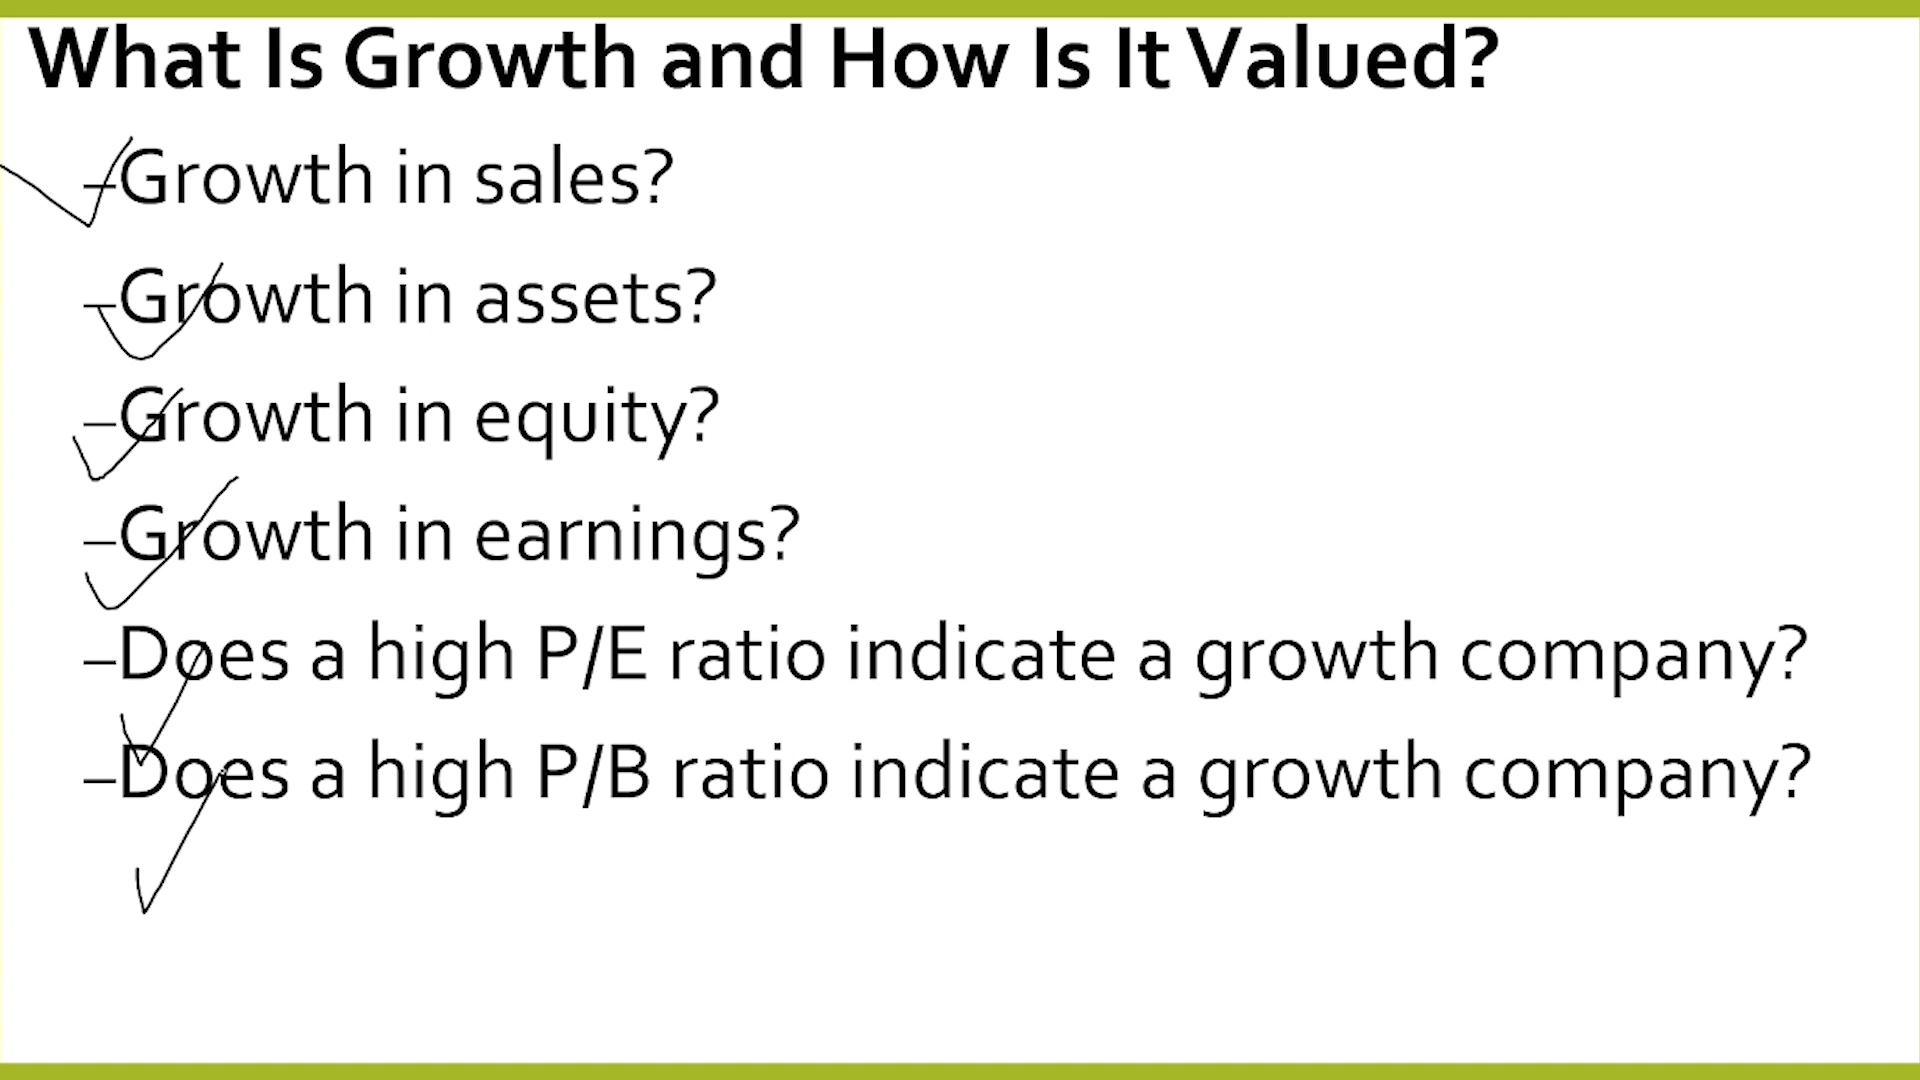 What Is Growth and How Is It Valued?
–Growth in sales?
–Growth in assets?
–Growth in equity?
–Growth in earnings?
–Does a high P/E ratio indicate a growth company?
–Does a high P/B ratio indicate a growth company?